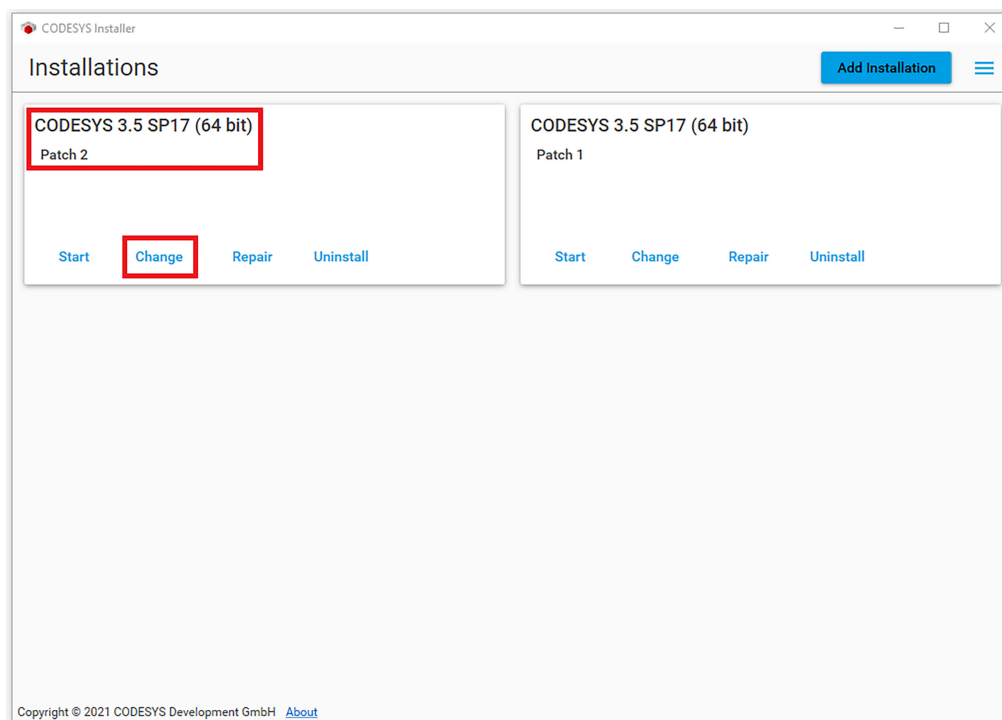 CODESYS Installer
Installations
Add Installation
CODESYS 3.5 SP17 (64 bit)
Patch 2
Start Change Repair Uninstall
CODESYS 3.5 SP17 (64 bit)
Patch 1
Start Change Repair Uninstall
Copyright © 2021 CODESYS Development GmbH About